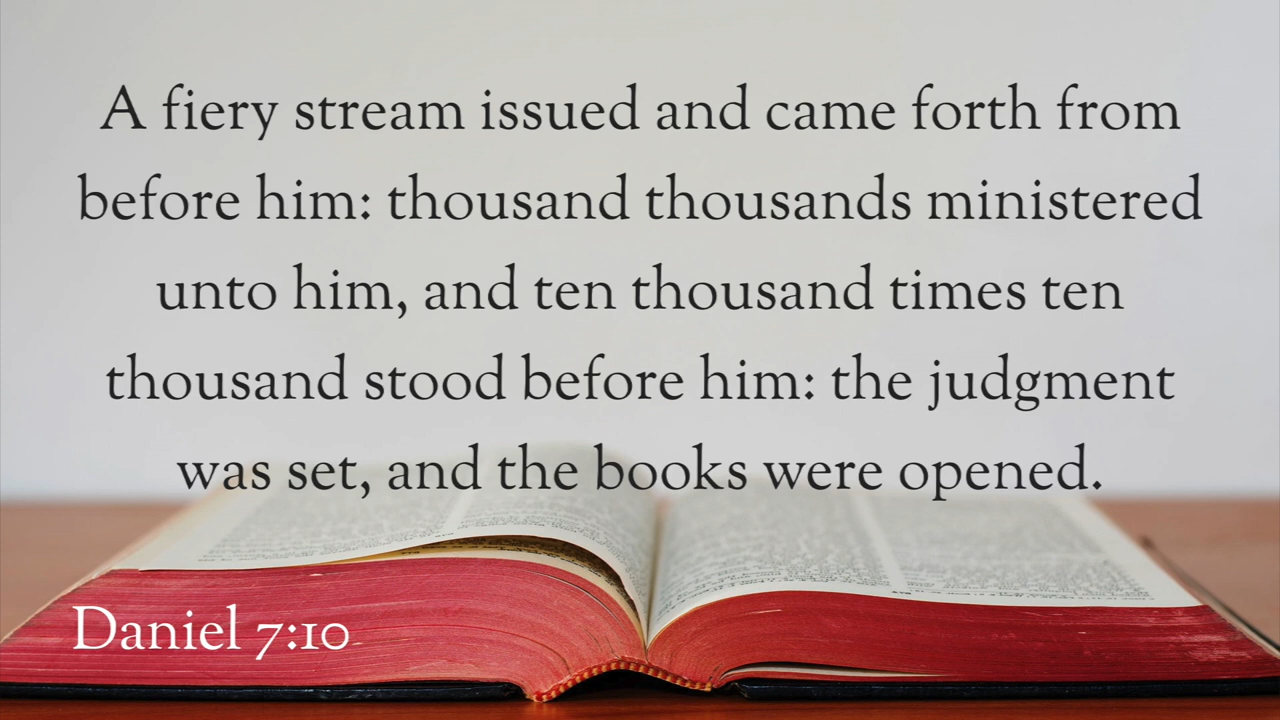 A fiery stream issued and came forth from
before him: thousand thousands ministered
unto him, and ten thousand times ten
thousand stood before him: the judgment
was set, and the books were opened.
Daniel 7:10